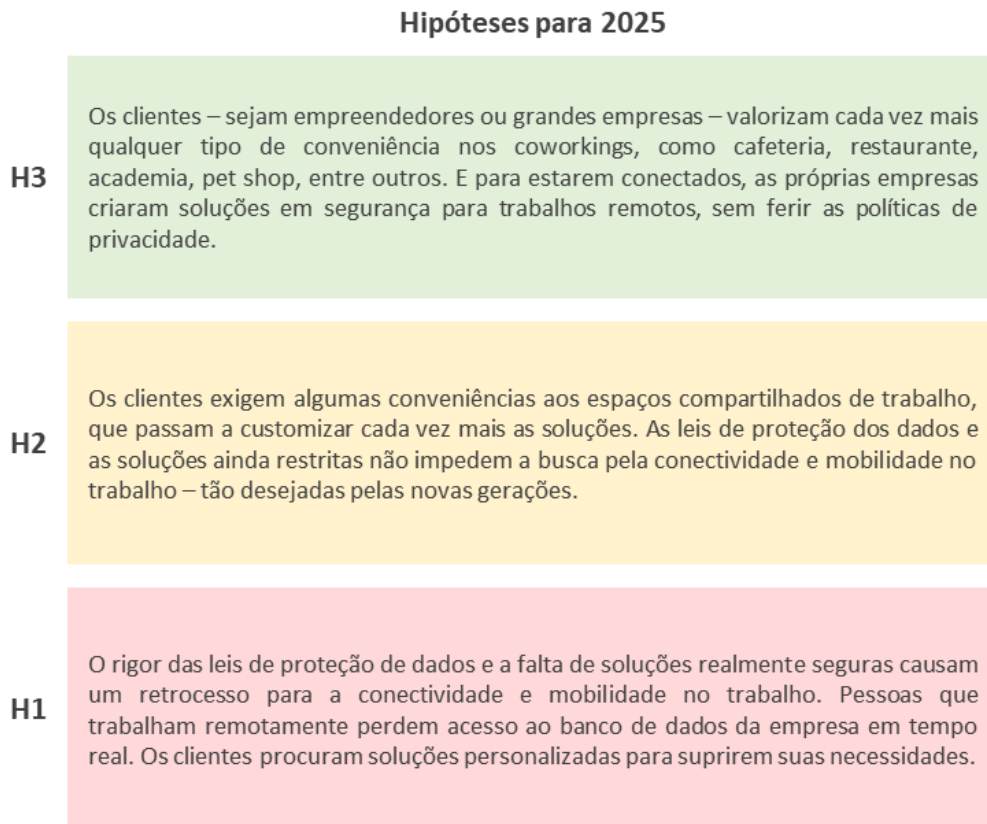 Hipóteses para 2025
H3
Os clientes – sejam empreendedores ou grandes empresas – valorizam cada vez mais
qualquer tipo de conveniência nos coworkings, como cafeteria, restaurante,
academia, pet shop, entre outros. E para estarem conectados, as próprias empresas
criaram soluções em segurança para trabalhos remotos, sem ferir as políticas de
privacidade.
H2
Os clientes exigem algumas conveniências aos espaços compartilhados de trabalho,
que passam a customizar cada vez mais as soluções. As leis de proteção dos dados e
as soluções ainda restritas não impedem a busca pela conectividade e mobilidade no
trabalho – tão desejadas pelas novas gerações.
H1
O rigor das leis de proteção de dados e a falta de soluções realmente seguras causam
um retrocesso para a conectividade e mobilidade no trabalho. Pessoas que
trabalham remotamente perdem acesso ao banco de dados da empresa em tempo
real. Os clientes procuram soluções personalizadas para suprirem suas necessidades.